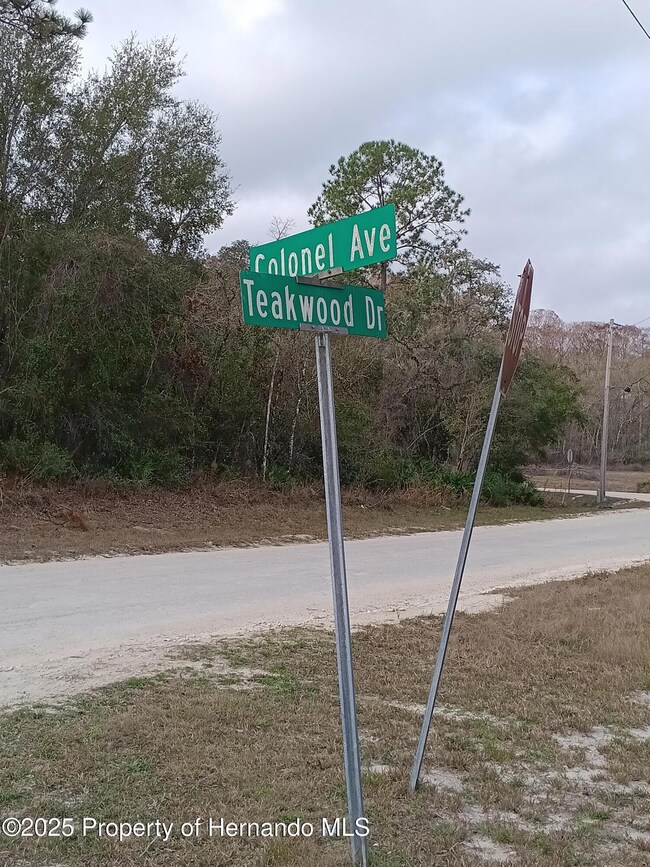 Colonel Ave
Teakwood Dr
©2025 Property of Hernando MLS